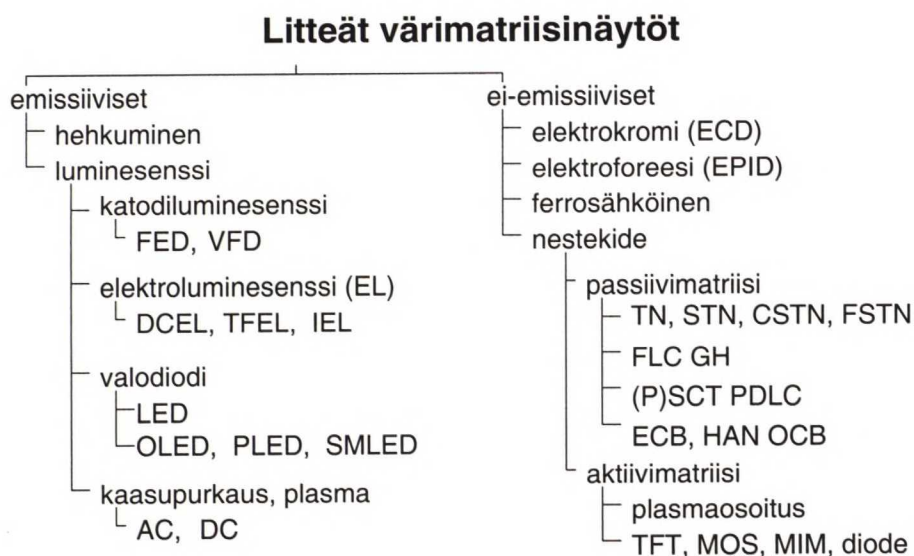 Litteät värimatriisinäytöt
emissiiviset
hehkuminen
luminesenssi
katodiluminesenssi
FED, VFD
elektroluminesenssi (EL)
DCEL, TFEL, IEL
valodiodi
LED
OLED, PLED, SMLED
kaasupurkaus, plasma
AC, DC
ei-emissiiviset
elektrokromi (ECD)
elektroforeesi (EPID)
ferrosähköinen
nestekide
passiivimatriisi
TN, STN, CSTN, FSTN
FLC GH
(P)SCT PDLC
ECB, HAN OCB
aktiivimatriisi
plasmaosoitus
TFT, MOS, MIM, diode